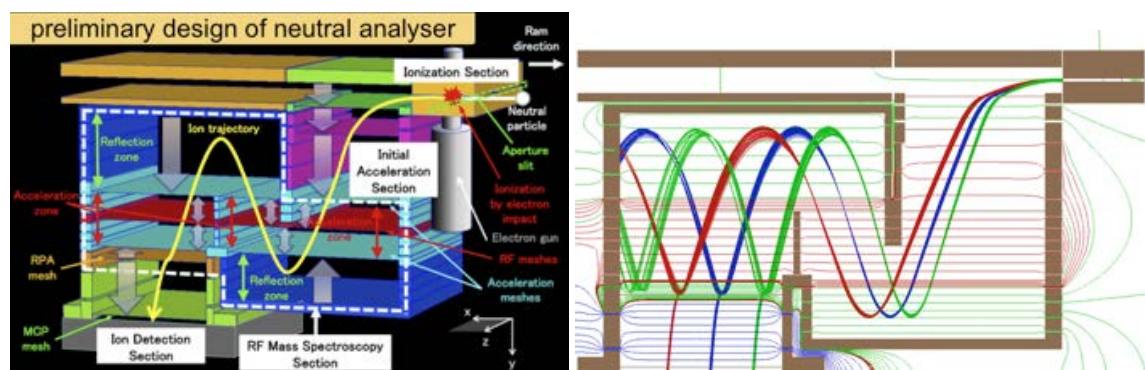 preliminary design of neutral analyser
Ram
direction
Ionization Section
Neutral
particle
Ion trajectory
Reflection
zone
Aperture
slit
Initial
Acceleration
Section
Acceleration
zone
Ionization
by electron
impact
Electron gun
RPA
mesh
RF meshes
Reflection
zone
Acceleration
meshes
MCP
mesh
Ion Detection
Section
RF Mass Spectroscopy
Section
x
z
y